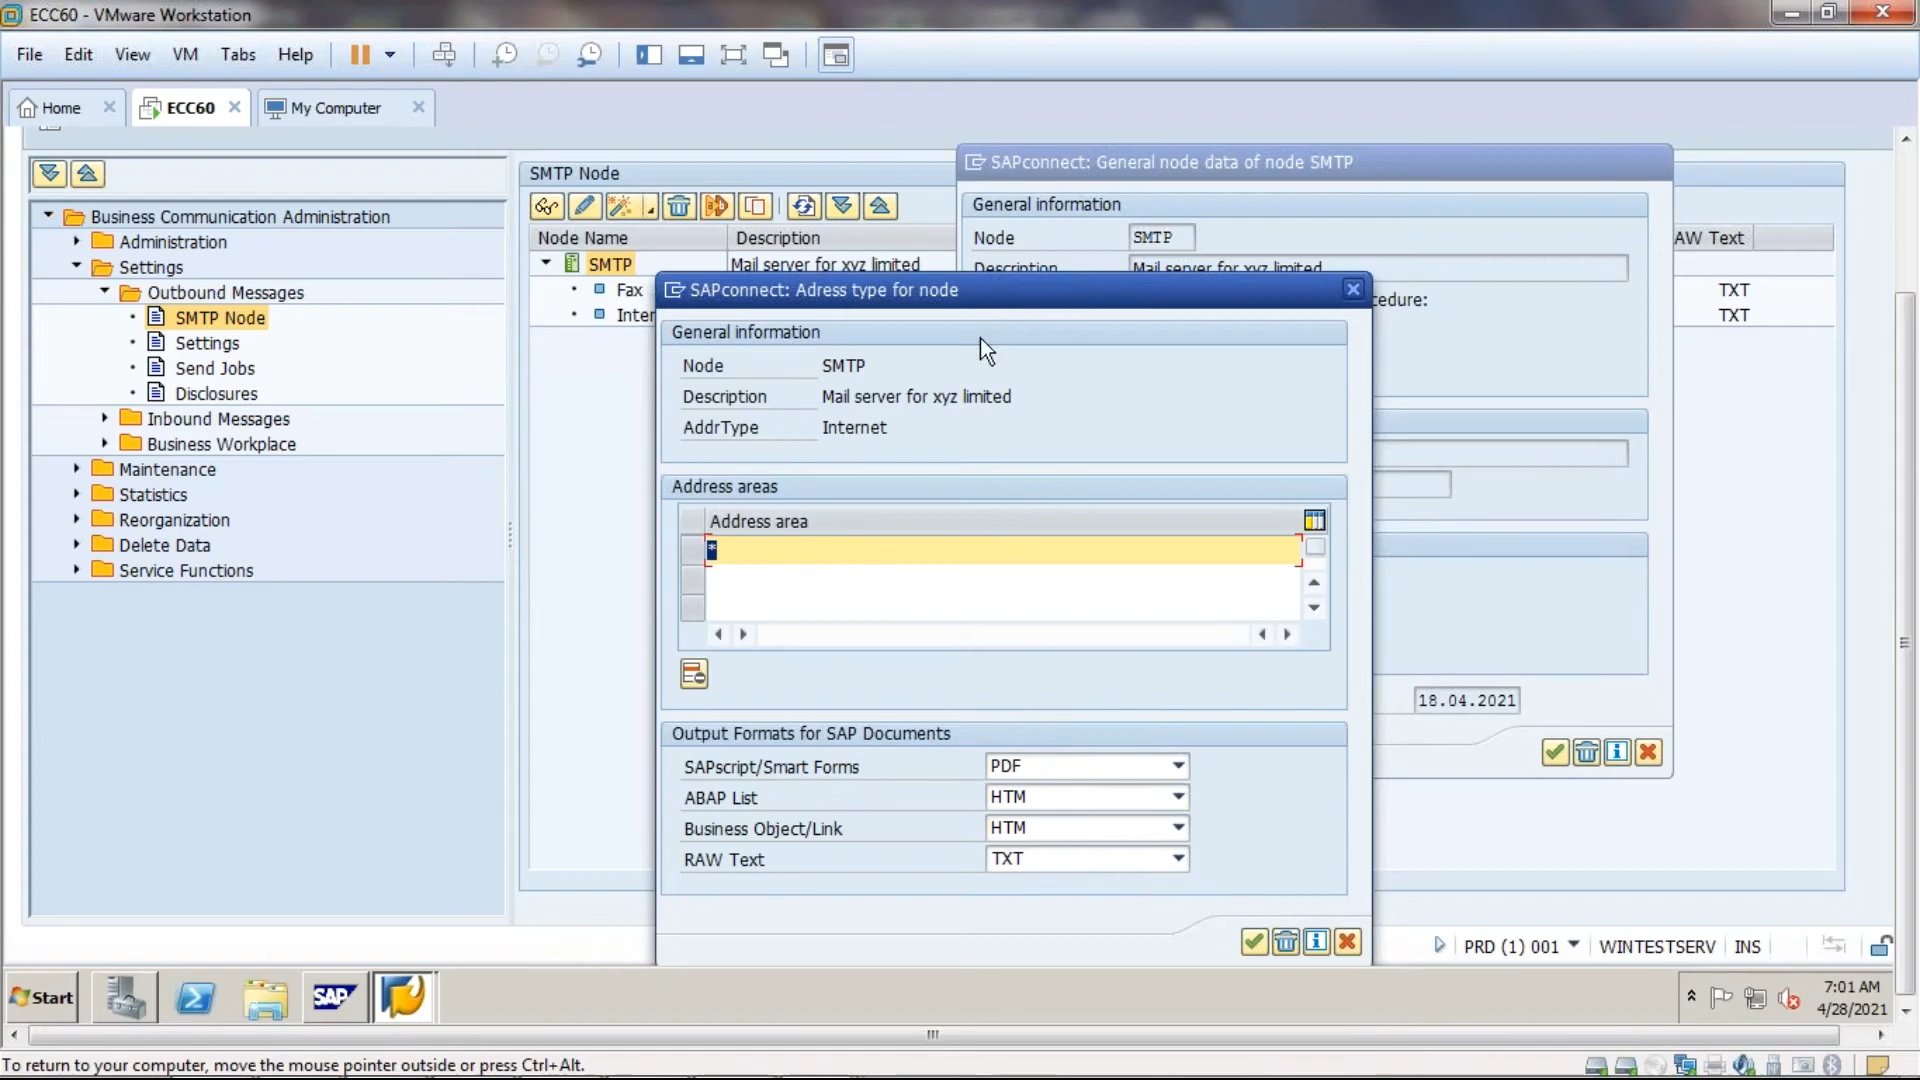 ECC60 - VMware Workstation
File Edit View VM Tabs Help
Home ECC60 My Computer
Business Communication Administration
Administration
Settings
Outbound Messages
SMTP Node
Settings
Send Jobs
Disclosures
Inbound Messages
Business Workplace
Maintenance
Statistics
Reorganization
Delete Data
Service Functions
SMTP Node
Node Name Description AW Text
SMTP Mail server for xyz limited
Fax TXT
Inter TXT
SAPconnect: General node data of node SMTP
General information
Node SMTP
Description Mail server for xyz limited
cedure:
18.04.2021
SAPconnect: Adress type for node
General information
Node SMTP
Description Mail server for xyz limited
AddrType Internet
Address areas
Address area
*
Output Formats for SAP Documents
SAPscript/Smart Forms PDF
ABAP List HTM
Business Object/Link HTM
RAW Text TXT
PRD (1) 001 WINTESTSERV INS
Start SAP 7:01 AM
4/28/2021
To return to your computer, move the mouse pointer outside or press Ctrl+Alt.